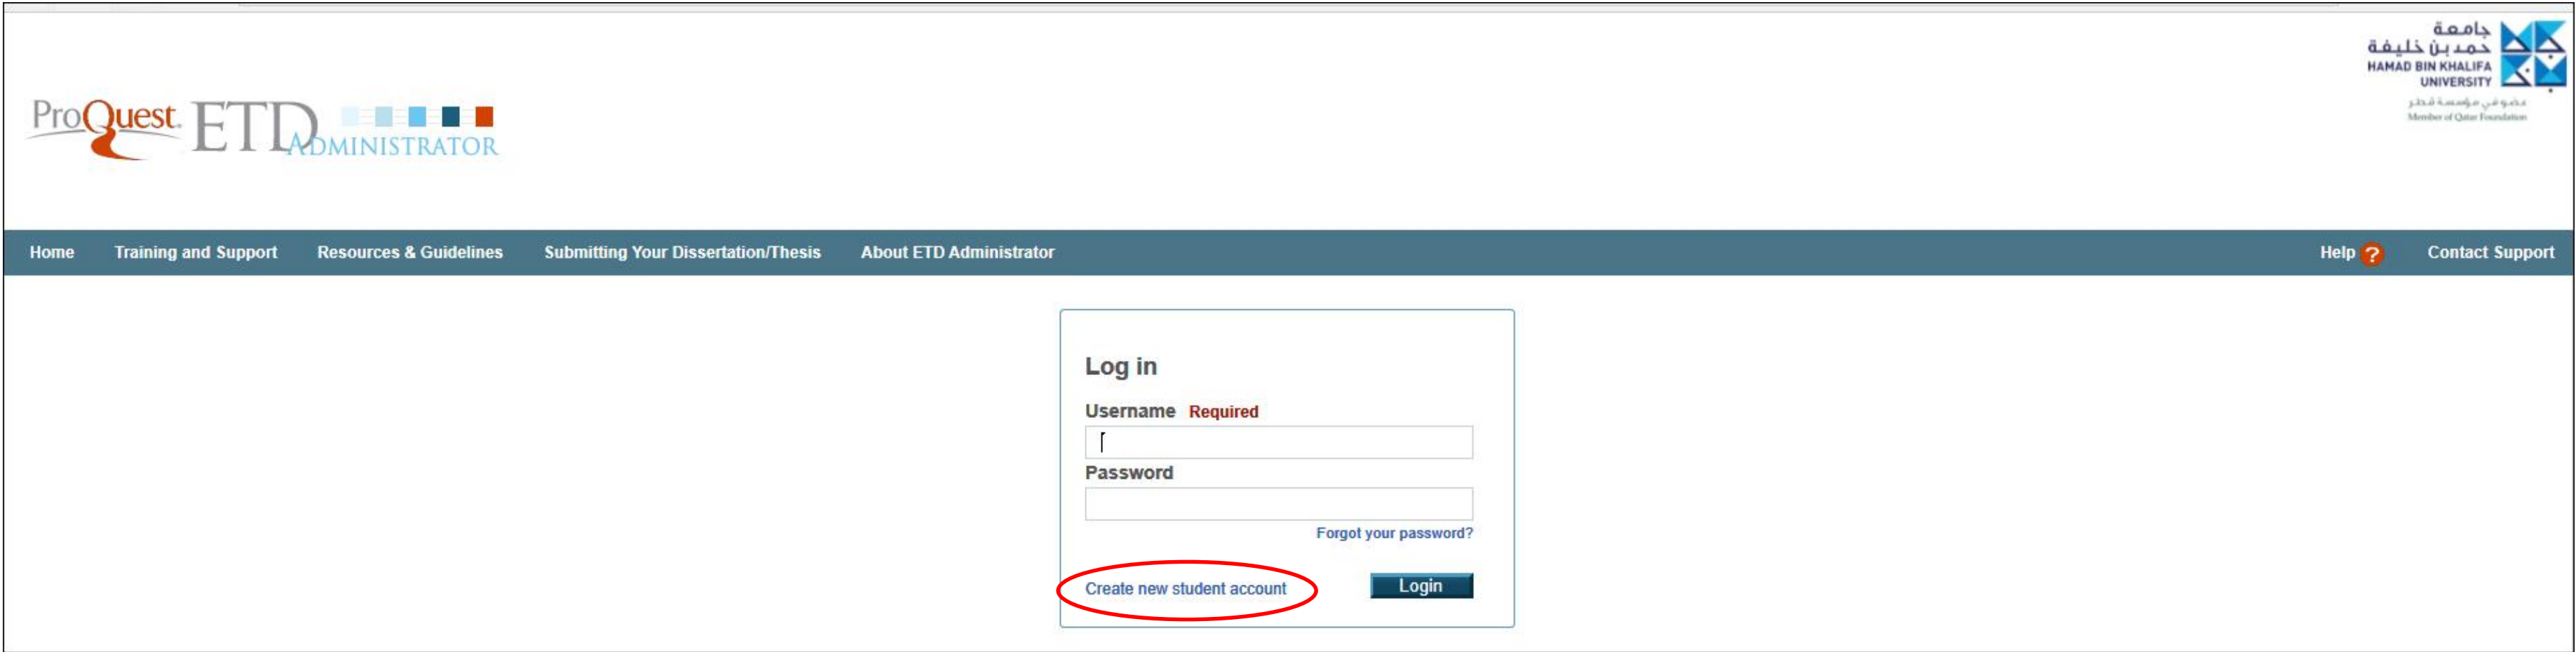 ProQuest ETD ADMINISTRATOR
جامعة
حمد بن خليفة
HAMAD BIN KHALIFA
UNIVERSITY
عضو في مؤسسة قطر
Member of Qatar Foundation
Home Training and Support Resources & Guidelines Submitting Your Dissertation/Thesis About ETD Administrator Help ? Contact Support
Log in
Username Required
Password
Forgot your password?
Create new student account Login